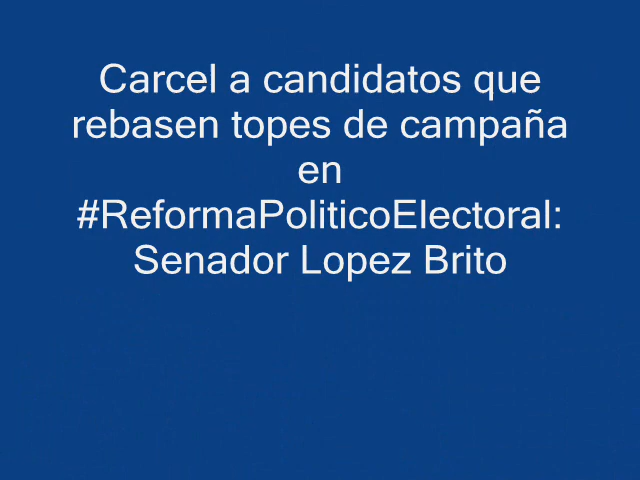 Carcel a candidatos que
rebasen topes de campaña
en
#ReformaPoliticoElectoral:
Senador Lopez Brito